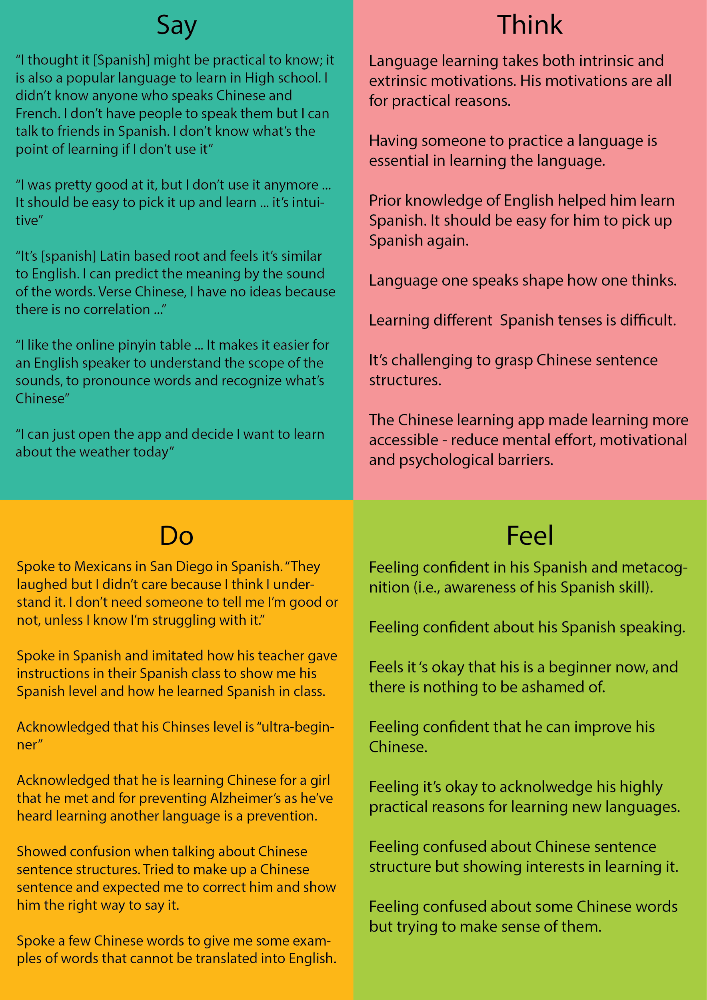 Say
“I thought it [Spanish] might be practical to know; it
is also a popular language to learn in High school. I
didn’t know anyone who speaks Chinese and
French. I don’t have people to speak them but I can
talk to friends in Spanish. I don’t know what’s the
point of learning if I don’t use it”
“I was pretty good at it, but I don’t use it anymore ...
It should be easy to pick it up and learn ... it’s intui-
tive”
“It’s [spanish] Latin based root and feels it’s similar
to English. I can predict the meaning by the sound
of the words. Verse Chinese, I have no ideas because
there is no correlation ...”
“I like the online pinyin table ... It makes it easier for
an English speaker to understand the scope of the
sounds, to pronounce words and recognize what’s
Chinese”
“I can just open the app and decide I want to learn
about the weather today”
Think
Language learning takes both intrinsic and
extrinsic motivations. His motivations are all
for practical reasons.
Having someone to practice a language is
essential in learning the language.
Prior knowledge of English helped him learn
Spanish. It should be easy for him to pick up
Spanish again.
Language one speaks shape how one thinks.
Learning different  Spanish tenses is difficult.
It’s challenging to grasp Chinese sentence
structures.
The Chinese learning app made learning more
accessible - reduce mental effort, motivational
and psychological barriers.
Do
Spoke to Mexicans in San Diego in Spanish. “They
laughed but I didn’t care because I think I under-
stand it. I don’t need someone to tell me I’m good or
not, unless I know I’m struggling with it.”
Spoke in Spanish and imitated how his teacher gave
instructions in their Spanish class to show me his
Spanish level and how he learned Spanish in class.
Acknowledged that his Chinses level is “ultra-begin-
ner”
Acknowledged that he is learning Chinese for a girl
that he met and for preventing Alzheimer’s as he’ve
heard learning another language is a prevention.
Showed confusion when talking about Chinese
sentence structures. Tried to make up a Chinese
sentence and expected me to correct him and show
him the right way to say it.
Spoke a few Chinese words to give me some exam-
ples of words that cannot be translated into English.
Feel
Feeling confident in his Spanish and metacog-
nition (i.e., awareness of his Spanish skill).
Feeling confident about his Spanish speaking.
Feels it ‘s okay that his is a beginner now, and
there is nothing to be ashamed of.
Feeling confident that he can improve his
Chinese.
Feeling it’s okay to acknolwedge his highly
practical reasons for learning new languages.
Feeling confused about Chinese sentence
structure but showing interests in learning it.
Feeling confused about some Chinese words
but trying to make sense of them.